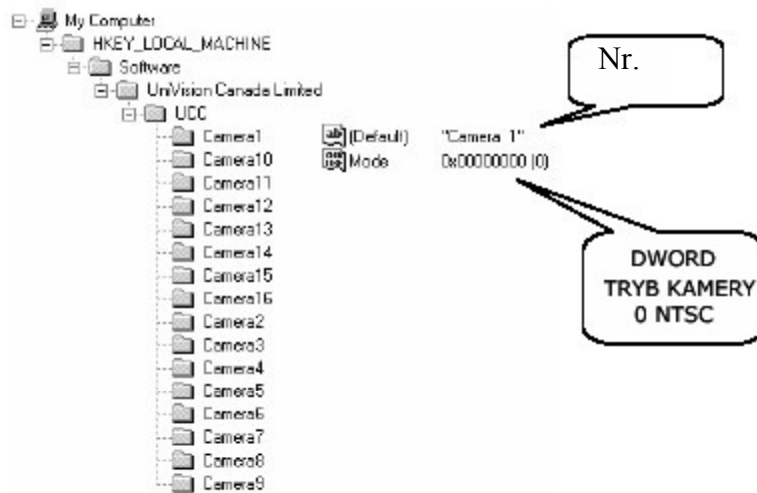 My Computer
HKEY_LOCAL_MACHINE
Software
UniVision Canada Limited
UCC
Camera1 (Default) "Camera 1"
Camera10 Mode 0x00000000 (0)
Camera11
Camera12
Camera13
Camera14
Camera15
Camera16
Camera2
Camera3
Camera4
Camera5
Camera6
Camera7
Camera8
Camera9
Nr.
DWORD
TRYB KAMERY
0 NTSC